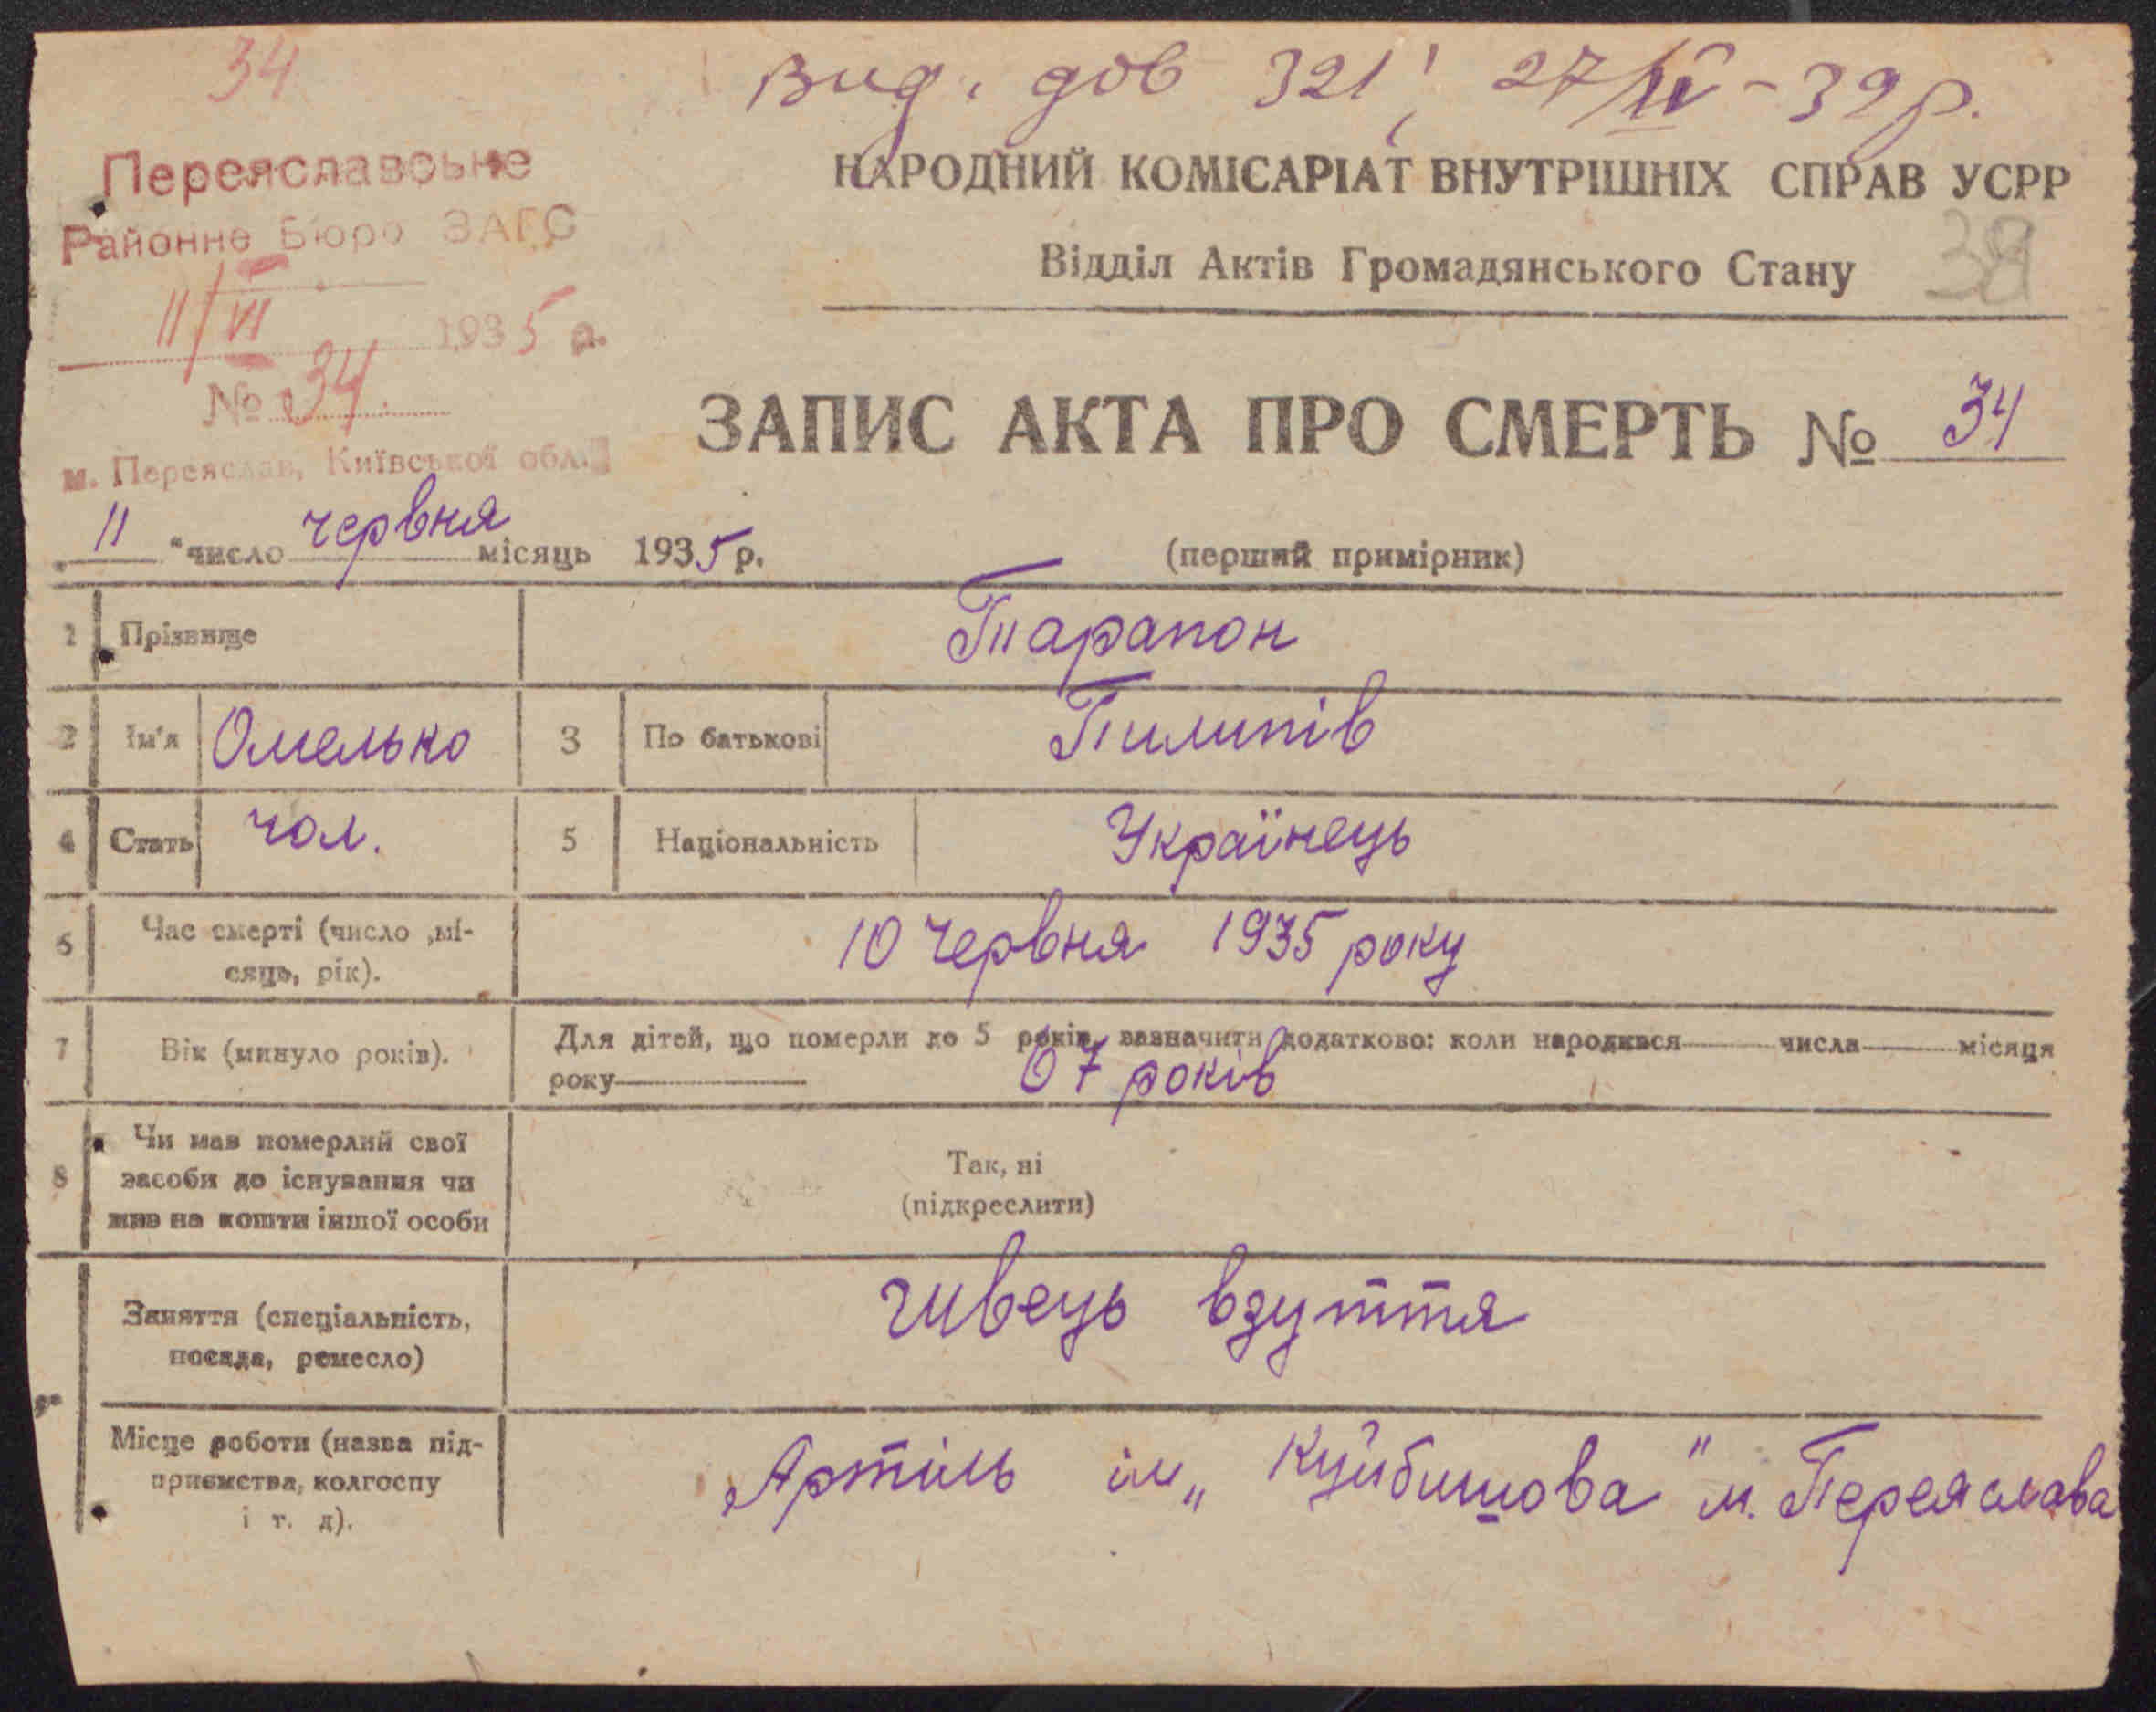 34
Вид. дов 321, 27/IV - 39 р.
Переяславське
Районне Бюро ЗАГС
11/VI 1935 р.
№ 34.
м. Переяслав, Київської обл.
НАРОДНИЙ КОМІСАРІАТ ВНУТРІШНІХ СПРАВ УСРР
Відділ Актів Громадянського Стану
38
ЗАПИС АКТА ПРО СМЕРТЬ № 34
„11“ число червня місяць 1935 р.
(перший примірник)
1 Прізвище Тарапон
2 Ім'я Омелько 3 По батькові Пилипів
4 Стать чол. 5 Національність Українець
6 Час смерті (число ,мі-
сяць, рік). 10 червня 1935 року
7 Вік (минуло років). Для дітей, що померли до 5 років, зазначити додатково: коли народився числа місяця
року 67 років
8 Чи мав померлий свої
засоби до існування чи
жив на кошти іншої особи
Так, ні
(підкреслити)
Заняття (спеціальність,
посада, ремесло) Швець взуття
Місце роботи (назва під-
приємства, колгоспу
і т. д).
Артіль ім „Куйбишова" м. Переяслава